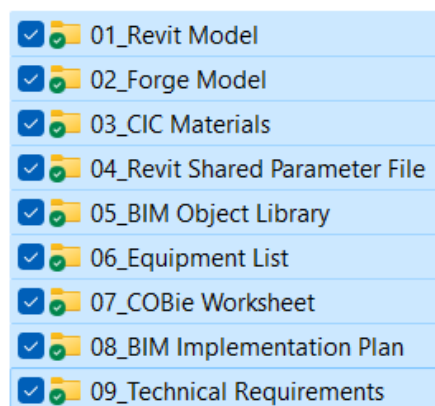 01_Revit Model
02_Forge Model
03_CIC Materials
04_Revit Shared Parameter File
05_BIM Object Library
06_Equipment List
07_COBie Worksheet
08_BIM Implementation Plan
09_Technical Requirements